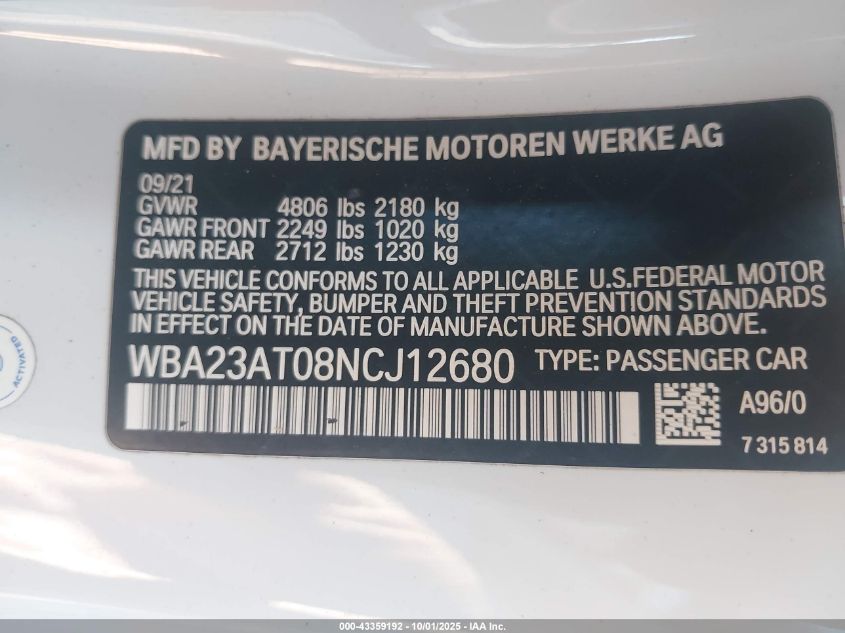 MFD BY BAYERISCHE MOTOREN WERKE AG
09/21
GVWR 4806 lbs 2180 kg
GAWR FRONT 2249 lbs 1020 kg
GAWR REAR 2712 lbs 1230 kg
THIS VEHICLE CONFORMS TO ALL APPLICABLE U.S.FEDERAL MOTOR
VEHICLE SAFETY, BUMPER AND THEFT PREVENTION STANDARDS
IN EFFECT ON THE DATE OF MANUFACTURE SHOWN ABOVE.
WBA23AT08NCJ12680 TYPE: PASSENGER CAR
A96/0
7 315 814
ACTIVATED
000-43359192 - 10/01/2025 - IAA Inc.